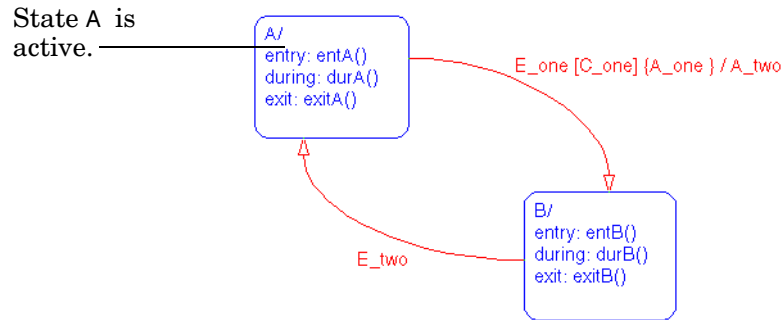 State A is
active.
A/
entry: entA()
during: durA()
exit: exitA()
E_one [C_one] {A_one } / A_two
B/
entry: entB()
during: durB()
exit: exitB()
E_two